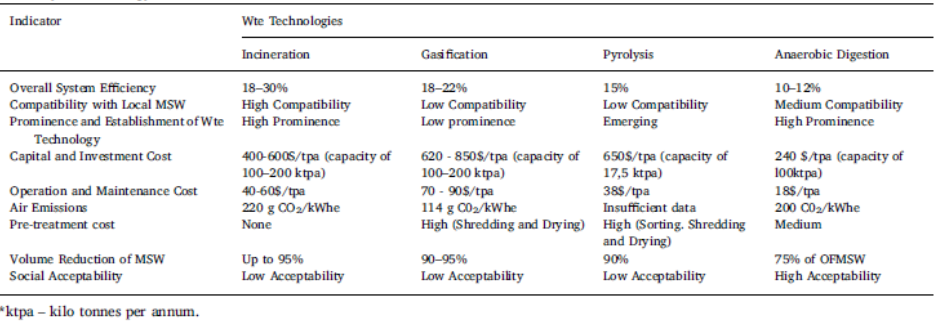 Indicator Wte Technologies
Incineration Gasification Pyrolysis Anaerobic Digestion
Overall System Efficiency 18–30% 18–22% 15% 10–12%
Compatibility with Local MSW High Compatibility Low Compatibility Low Compatibility Medium Compatibility
Prominence and Establishment of Wte High Prominence Low prominence Emerging High Prominence
Technology
Capital and Investment Cost 400-600$/tpa (capacity of 620 - 850$/tpa (capacity of 650$/tpa (capacity of 240 $/tpa (capacity of
100–200 ktpa) 100–200 ktpa) 17,5 ktpa) l00ktpa)
Operation and Maintenance Cost 40-60$/tpa 70 - 90$/tpa 38$/tpa 18$/tpa
Air Emissions 220 g CO₂/kWhe 114 g C0₂/kWhe Insufficient data 200 C0₂/kWhe
Pre-treatment cost None High (Shredding and Drying) High (Sorting. Shredding Medium
and Drying)
Volume Reduction of MSW Up to 95% 90–95% 90% 75% of OFMSW
Social Acceptability Low Acceptability Low Acceptability Low Acceptability High Acceptability
*ktpa – kilo tonnes per annum.